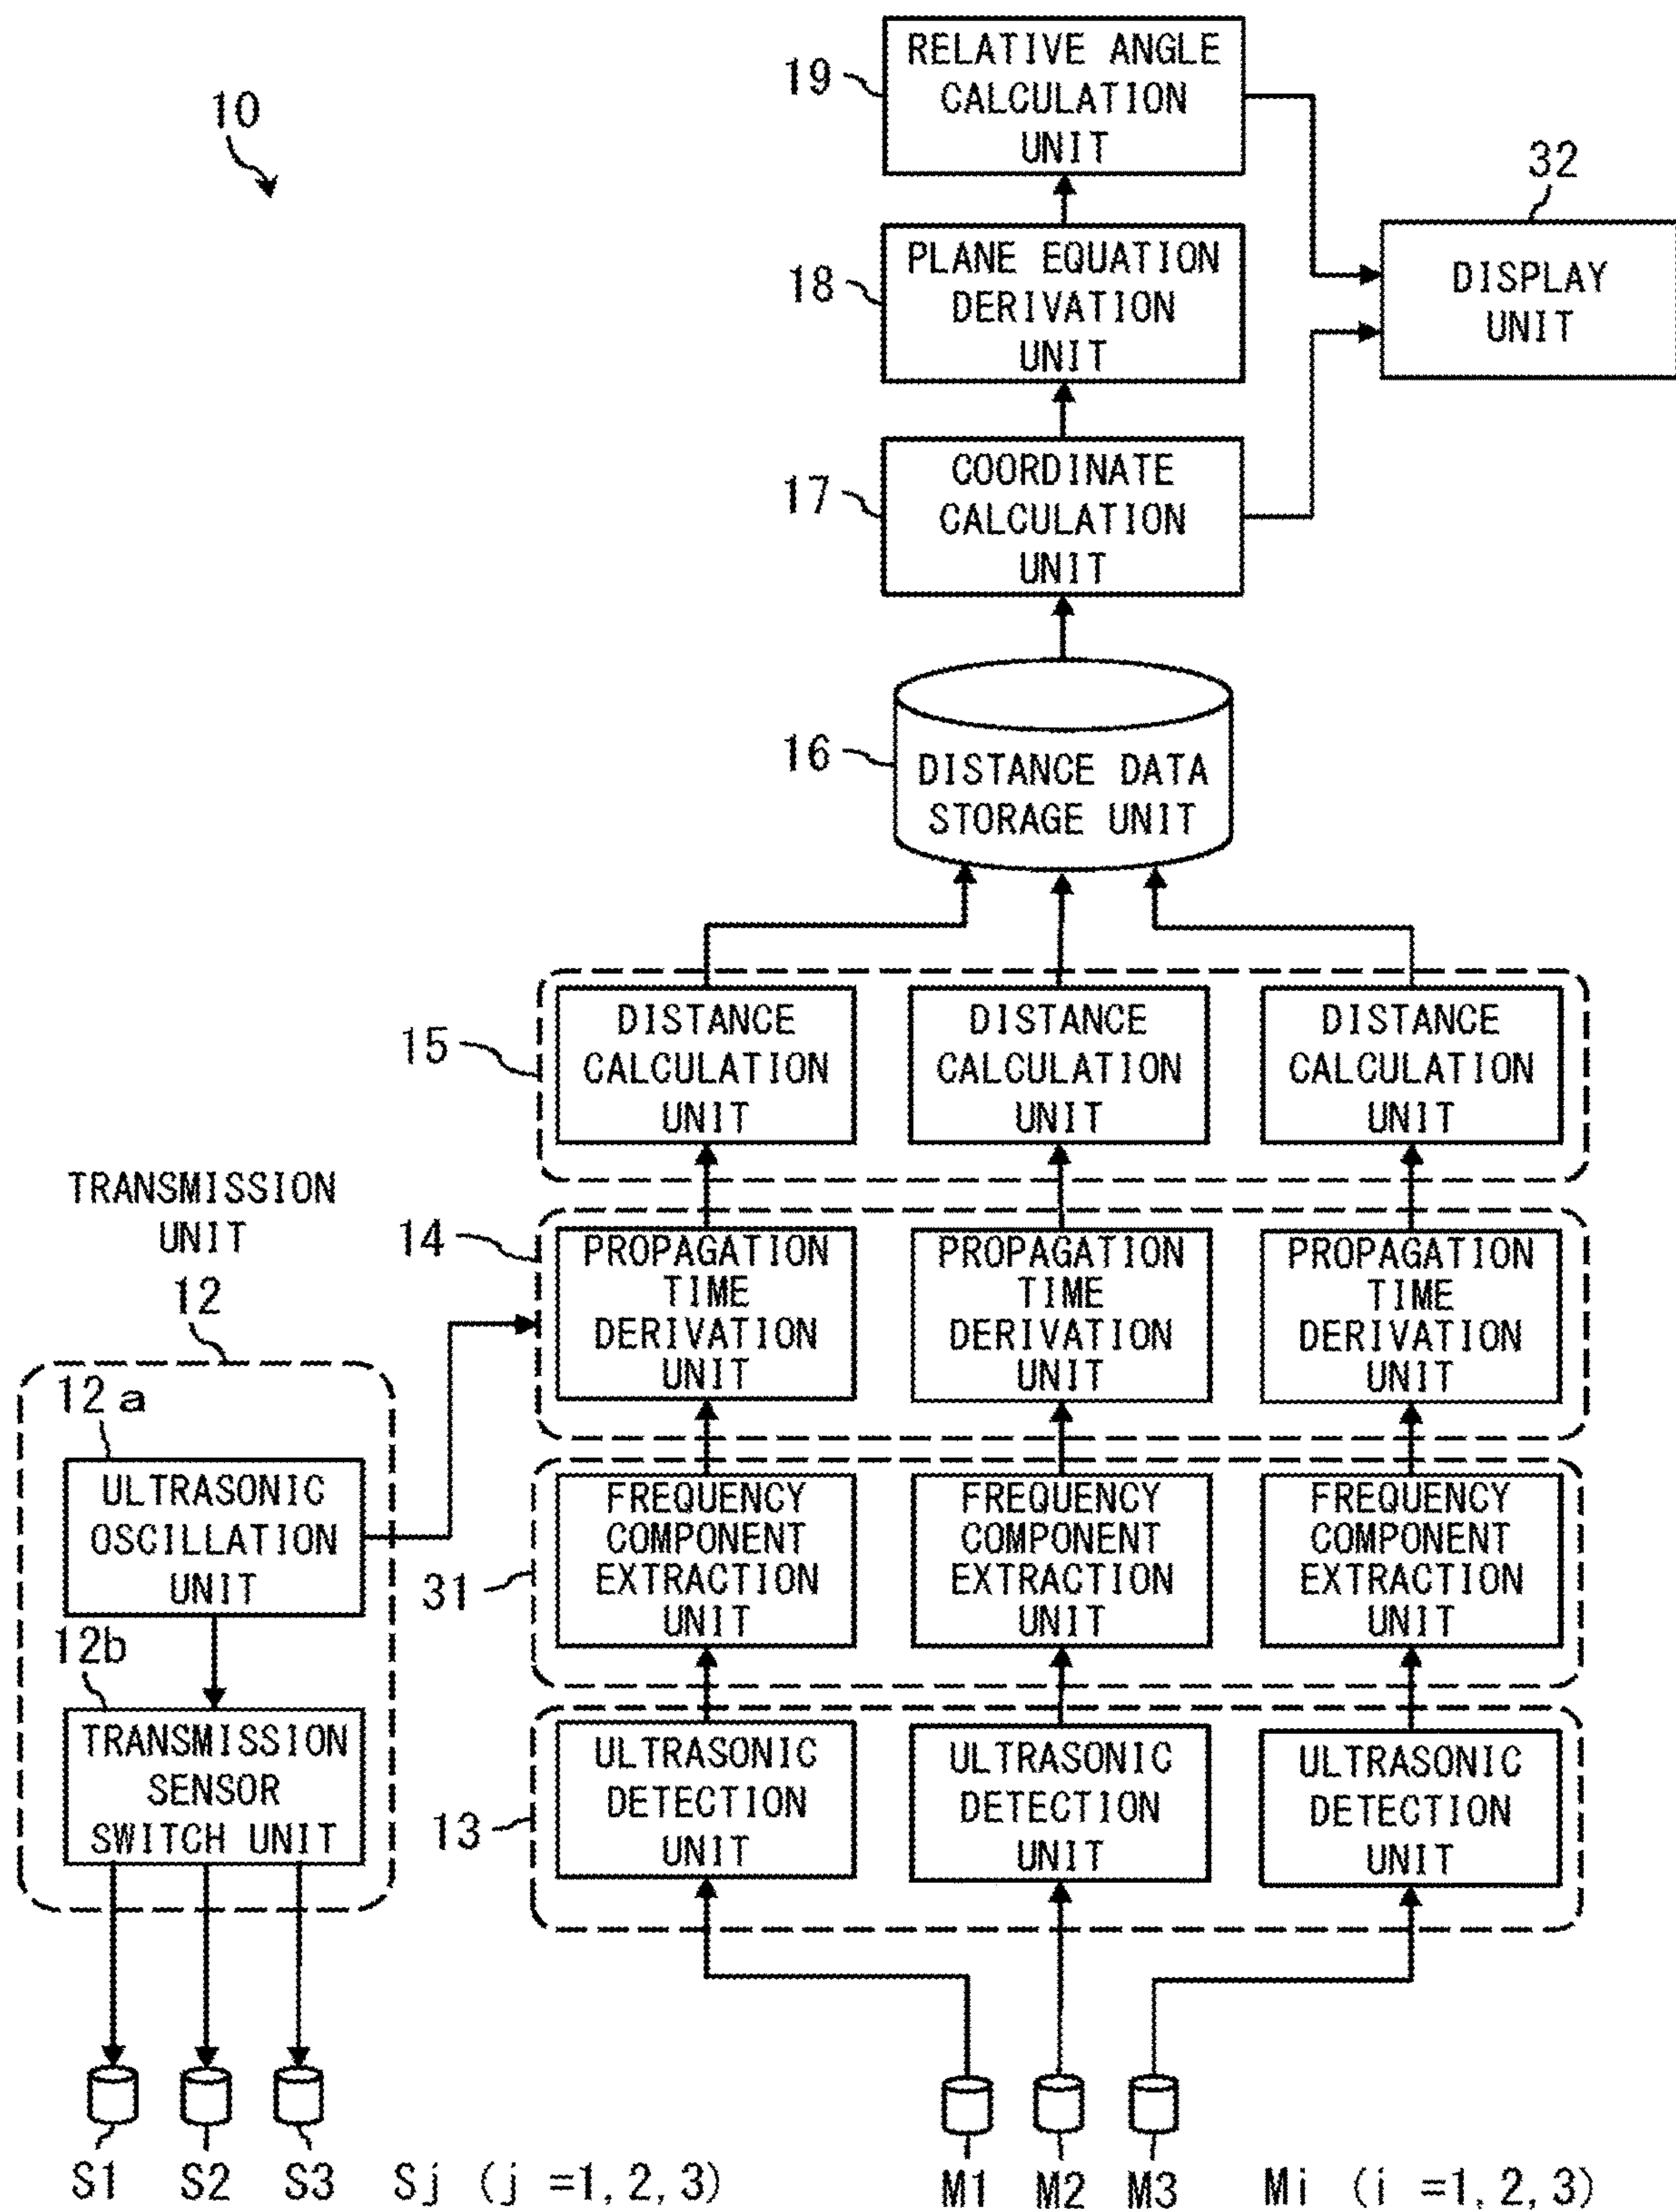 10
19
RELATIVE ANGLE
CALCULATION
UNIT
32
DISPLAY
UNIT
18
PLANE EQUATION
DERIVATION
UNIT
17
COORDINATE
CALCULATION
UNIT
16
DISTANCE DATA
STORAGE UNIT
15
DISTANCE
CALCULATION
UNIT
DISTANCE
CALCULATION
UNIT
DISTANCE
CALCULATION
UNIT
TRANSMISSION
UNIT
12
14
PROPAGATION
TIME
DERIVATION
UNIT
PROPAGATION
TIME
DERIVATION
UNIT
PROPAGATION
TIME
DERIVATION
UNIT
12a
ULTRASONIC
OSCILLATION
UNIT
31
FREQUENCY
COMPONENT
EXTRACTION
UNIT
FREQUENCY
COMPONENT
EXTRACTION
UNIT
FREQUENCY
COMPONENT
EXTRACTION
UNIT
12b
TRANSMISSION
SENSOR
SWITCH UNIT
13
ULTRASONIC
DETECTION
UNIT
ULTRASONIC
DETECTION
UNIT
ULTRASONIC
DETECTION
UNIT
S1 S2 S3 Sj (j =1, 2, 3)
M1 M2 M3 Mi (i =1, 2, 3)